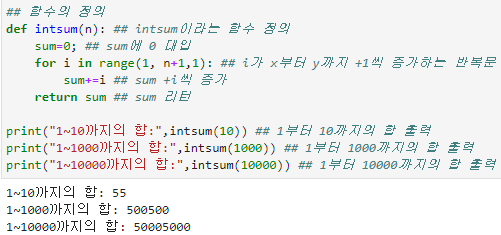 ## 함수의 정의
def intsum(n): ## intsum이라는 함수 정의
    sum=0; ## sum에 0 대입
    for i in range(1, n+1,1): ## i가 x부터 y까지 +1씩 증가하는 반복문
        sum+=i ## sum +i씩 증가
    return sum ## sum 리턴

print("1~10까지의 합:",intsum(10)) ## 1부터 10까지의 합 출력
print("1~1000까지의 합:",intsum(1000)) ## 1부터 1000까지의 합 출력
print("1~10000까지의 합:",intsum(10000)) ## 1부터 10000까지의 합 출력
1~10까지의 합: 55
1~1000까지의 합: 500500
1~10000까지의 합: 50005000